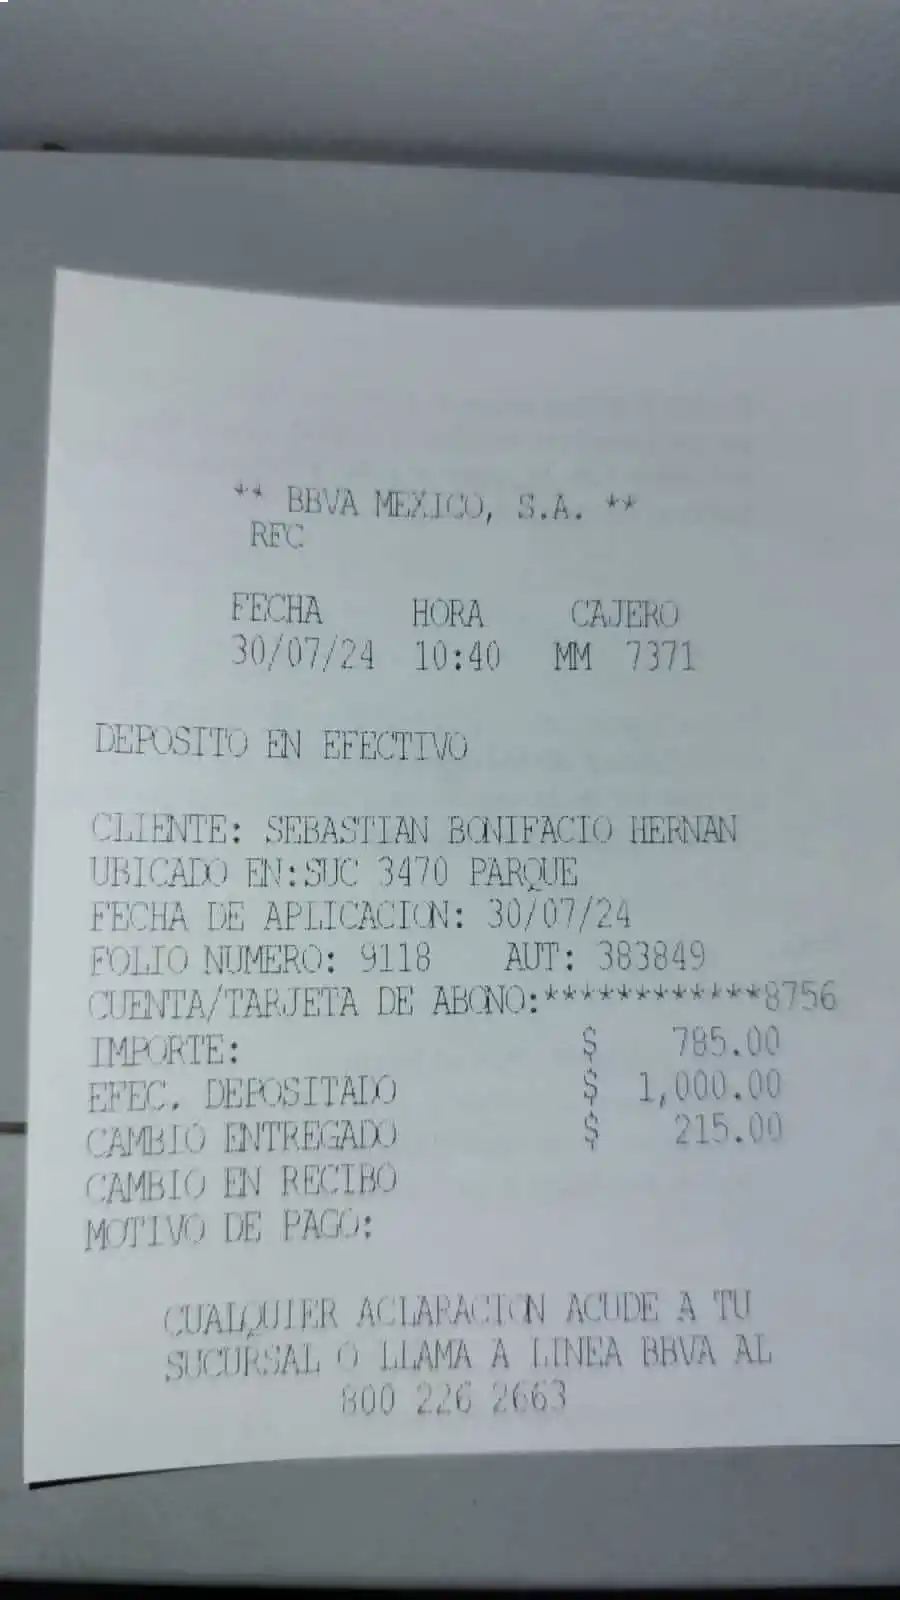 ** BBVA MEXICO, S.A. **
RFC
FECHA HORA CAJERO
30/07/24 10:40 MM 7371
DEPOSITO EN EFECTIVO
CLIENTE: SEBASTIAN BONIFACIO HERNAN
UBICADO EN:SUC 3470 PARQUE
FECHA DE APLICACION: 30/07/24
FOLIO NUMERO: 9118 AUT: 383849
CUENTA/TARJETA DE ABONO:************8756
IMPORTE: $ 785.00
EFEC. DEPOSITADO $ 1,000.00
CAMBIO ENTREGADO $ 215.00
CAMBIO EN RECIBO
MOTIVO DE PAGO:
CUALQUIER ACLARACION ACUDE A TU
SUCURSAL O LLAMA A LINEA BBVA AL
800 226 2663